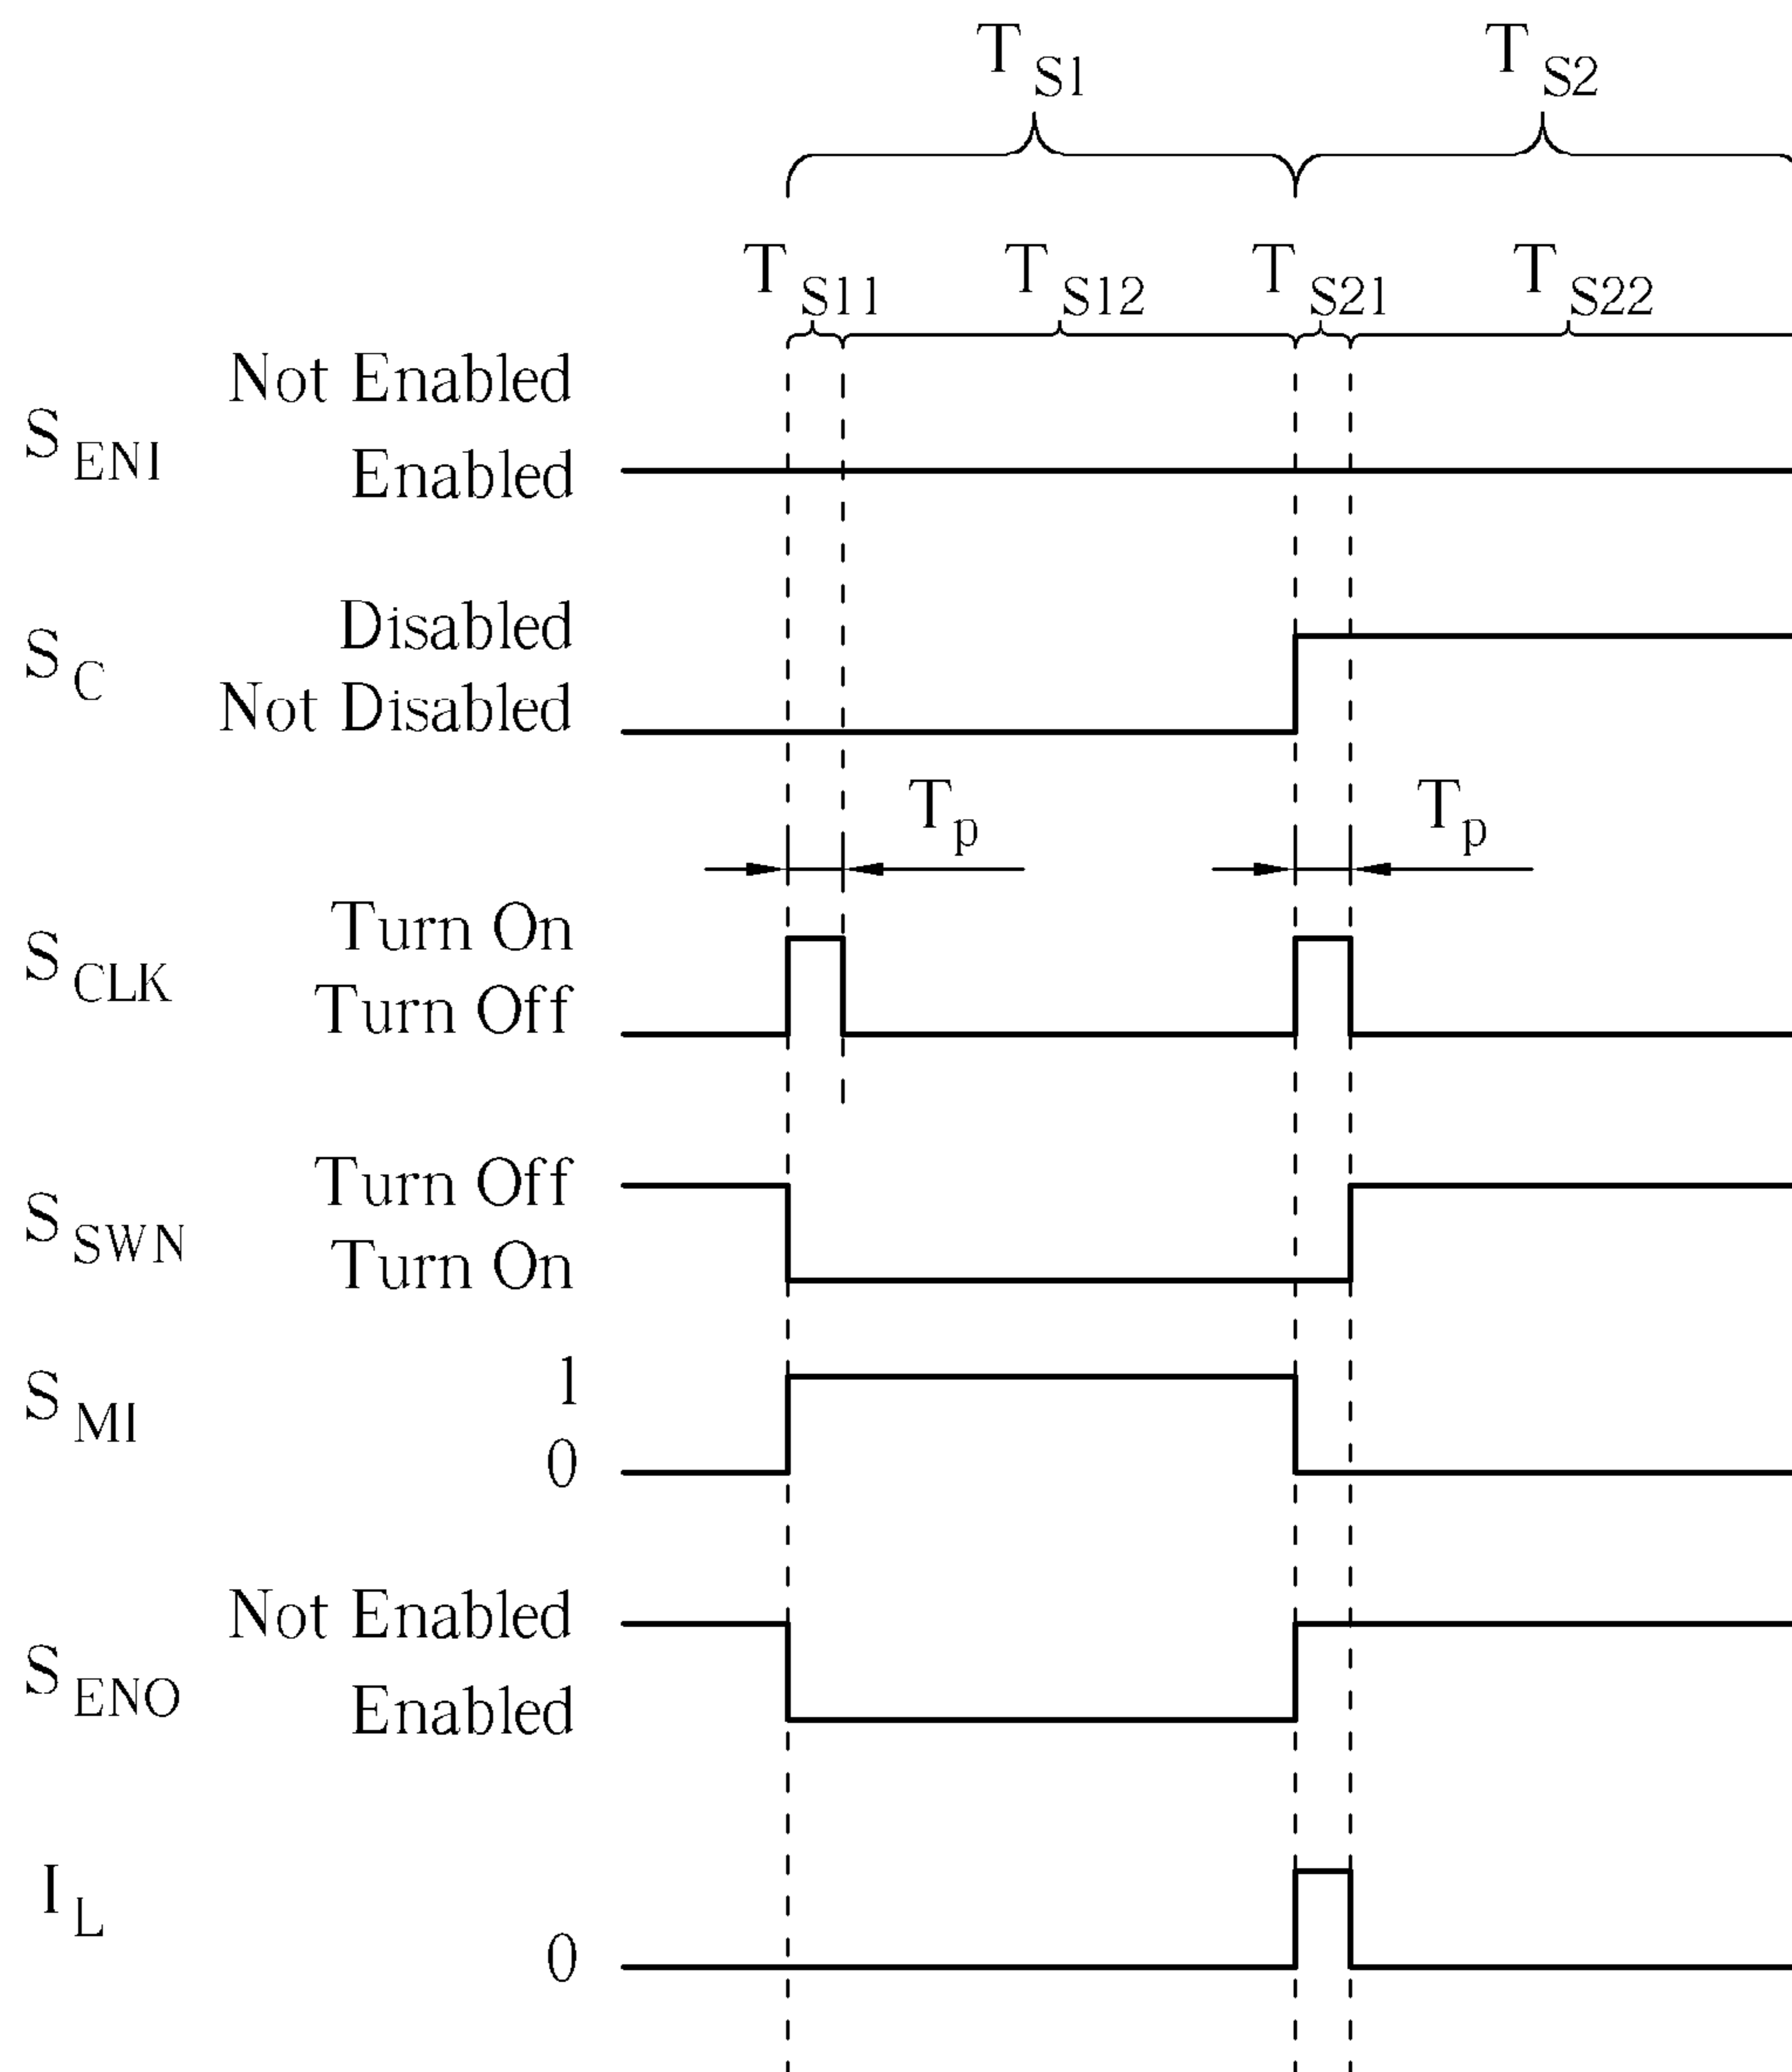 T S1 T S2
T S11 T S12 T S21 T S22
Not Enabled
S ENI
Enabled
Disabled
S C
Not Disabled
T p T p
Turn On
S CLK
Turn Off
Turn Off
S SWN
Turn On
1
S MI
0
Not Enabled
S ENO
Enabled
I L
0